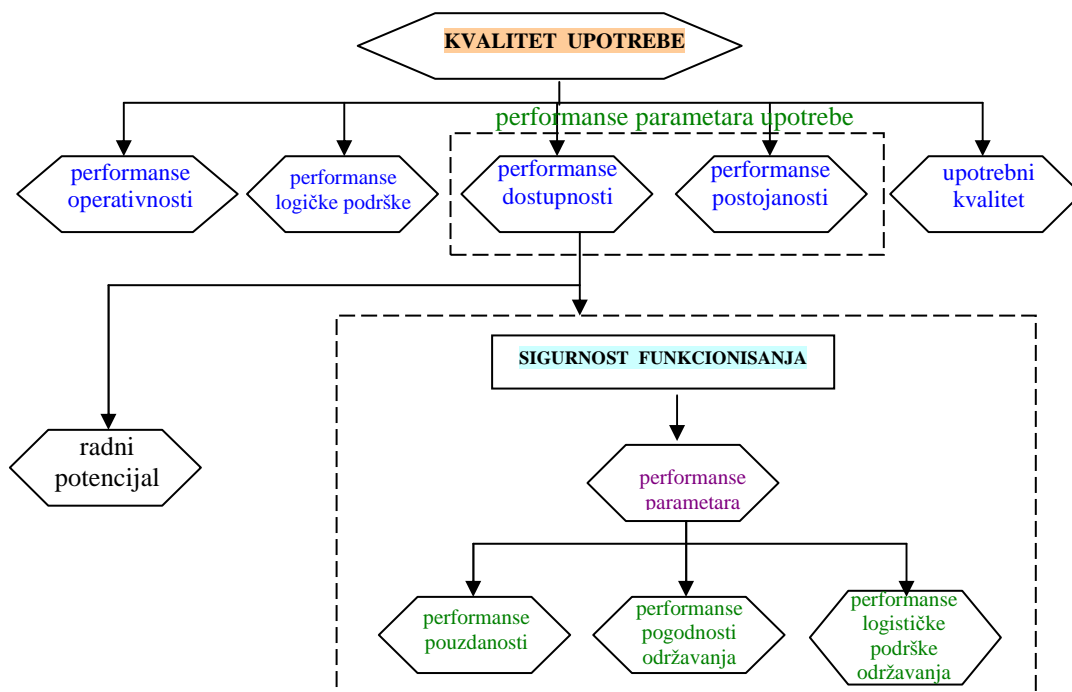 KVALITET UPOTREBE
performanse parametara upotrebe
performanse
operativnosti
performanse
logičke podrške
performanse
dostupnosti
performanse
postojanosti
upotrebni
kvalitet
SIGURNOST FUNKCIONISANJA
radni
potencijal
performanse
parametara
performanse
pouzdanosti
performanse
pogodnosti
održavanja
performanse
logističke
podrške
održavanja